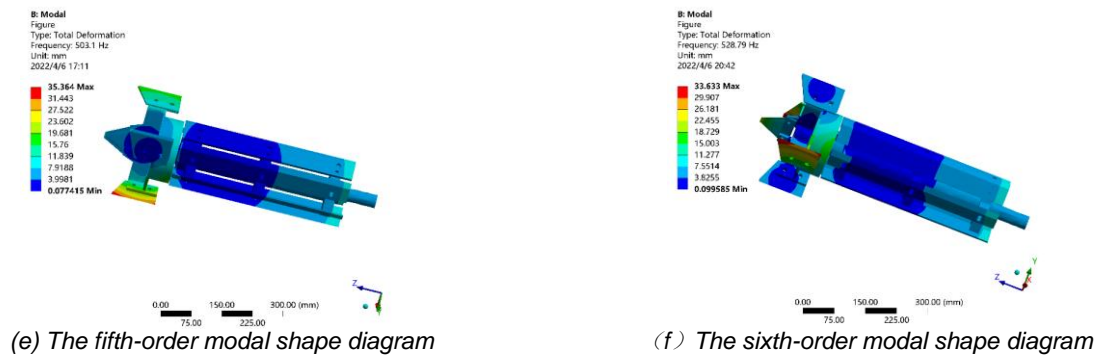 B: Modal
Figure
Type: Total Deformation
Frequency: 503.1 Hz
Unit: mm
2022/4/6 17:11
35.364 Max
31.443
27.522
23.602
19.681
15.76
11.839
7.9188
3.9981
0.077415 Min
Z
0.00 150.00 300.00 (mm)
75.00 225.00
(e) The fifth-order modal shape diagram
B: Modal
Figure
Type: Total Deformation
Frequency: 528.79 Hz
Unit: mm
2022/4/6 20:42
33.633 Max
29.907
26.181
22.455
18.729
15.003
11.277
7.5514
3.8255
0.099585 Min
Y
Z
X
0.00 150.00 300.00 (mm)
75.00 225.00
（f）The sixth-order modal shape diagram